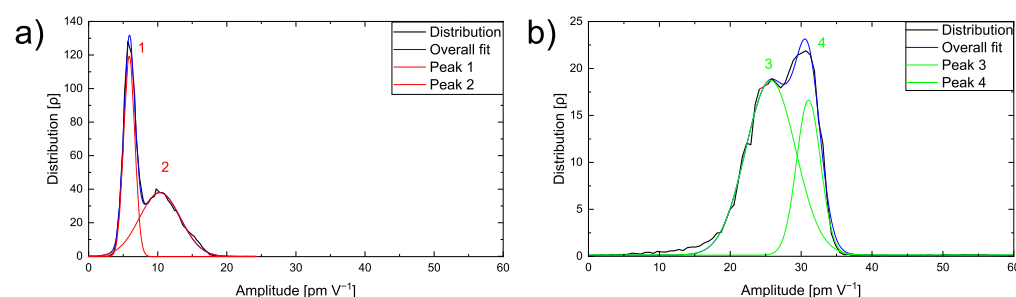 a)
Distribution [ρ]
140
120
100
80
60
40
20
0
0 10 20 30 40 50 60
Amplitude [pm V⁻¹]
1
2
Distribution
Overall fit
Peak 1
Peak 2
b)
Distribution [ρ]
25
20
15
10
5
0
0 10 20 30 40 50 60
Amplitude [pm V⁻¹]
3
4
Distribution
Overall fit
Peak 3
Peak 4